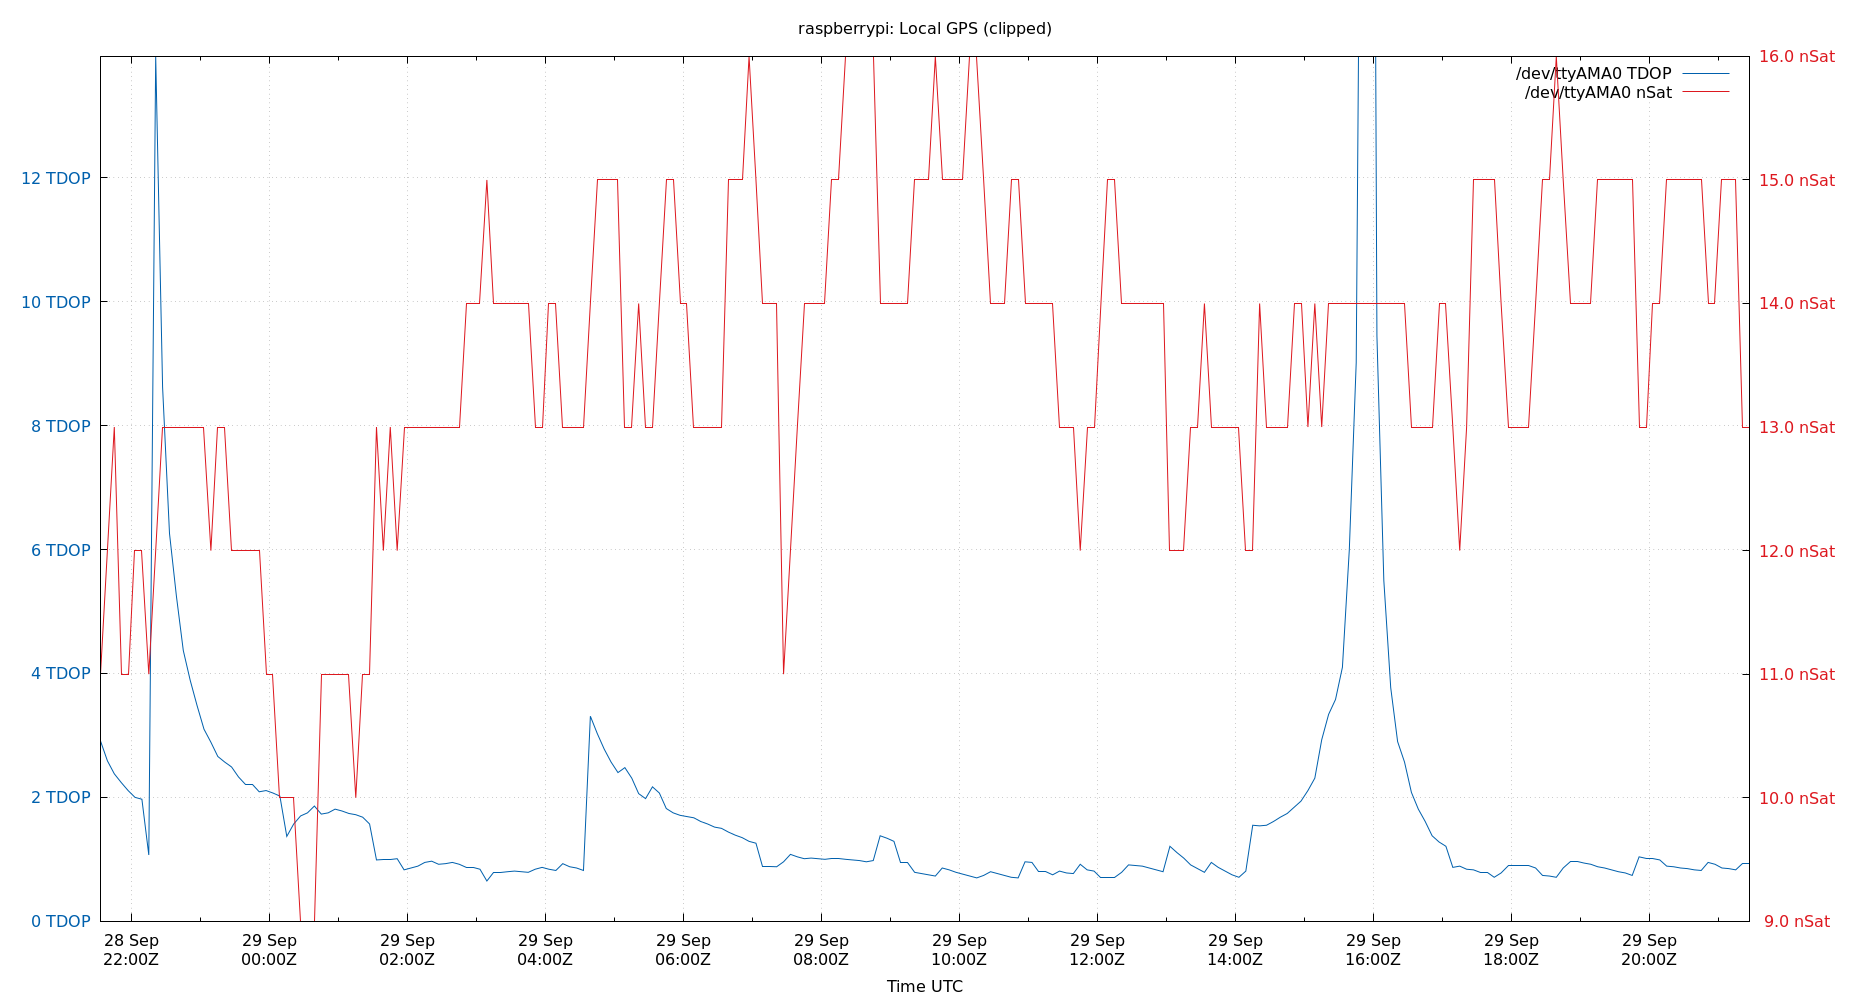 raspberrypi: Local GPS (clipped)
16.0 nSat
/dev/ttyAMA0 TDOP
/dev/ttyAMA0 nSat
12 TDOP
15.0 nSat
10 TDOP
14.0 nSat
8 TDOP
13.0 nSat
6 TDOP
12.0 nSat
4 TDOP
11.0 nSat
2 TDOP
10.0 nSat
0 TDOP
9.0 nSat
28 Sep 29 Sep 29 Sep 29 Sep 29 Sep 29 Sep 29 Sep 29 Sep 29 Sep 29 Sep 29 Sep 29 Sep
22:00Z 00:00Z 02:00Z 04:00Z 06:00Z 08:00Z 10:00Z 12:00Z 14:00Z 16:00Z 18:00Z 20:00Z
Time UTC